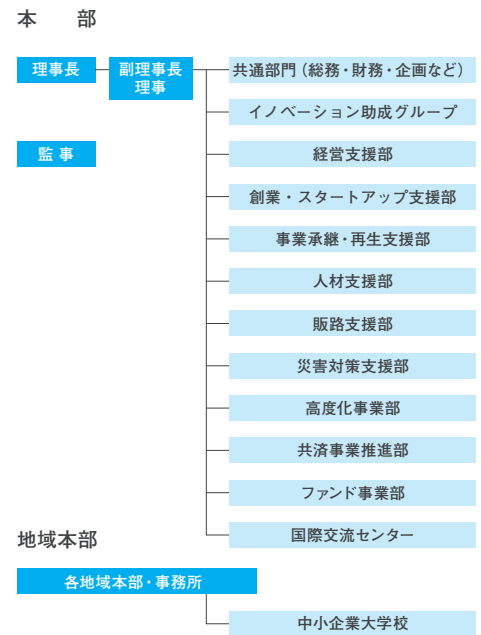 本　部
理事長
副理事長
理事
共通部門（総務・財務・企画など）
イノベーション助成グループ
監事
経営支援部
創業・スタートアップ支援部
事業承継・再生支援部
人材支援部
販路支援部
災害対策支援部
高度化事業部
共済事業推進部
ファンド事業部
国際交流センター
地域本部
各地域本部・事務所
中小企業大学校